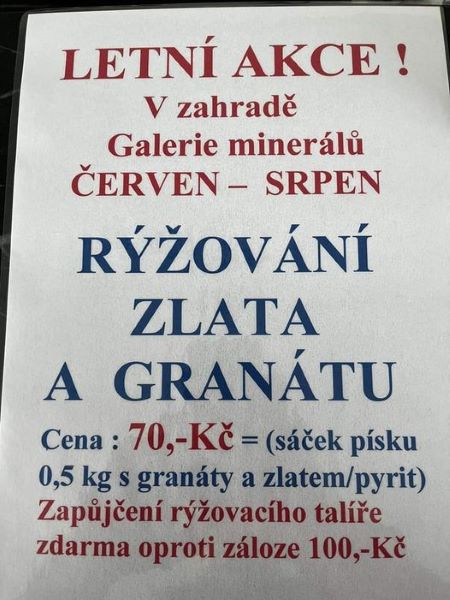 LETNÍ AKCE !
V zahradě
Galerie minerálů
ČERVEN – SRPEN
RÝŽOVÁNÍ
ZLATA
A GRANÁTU
Cena : 70,-Kč = (sáček písku
0,5 kg s granáty a zlatem/pyrit)
Zapůjčení rýžovacího talíře
zdarma oproti záloze 100,-Kč